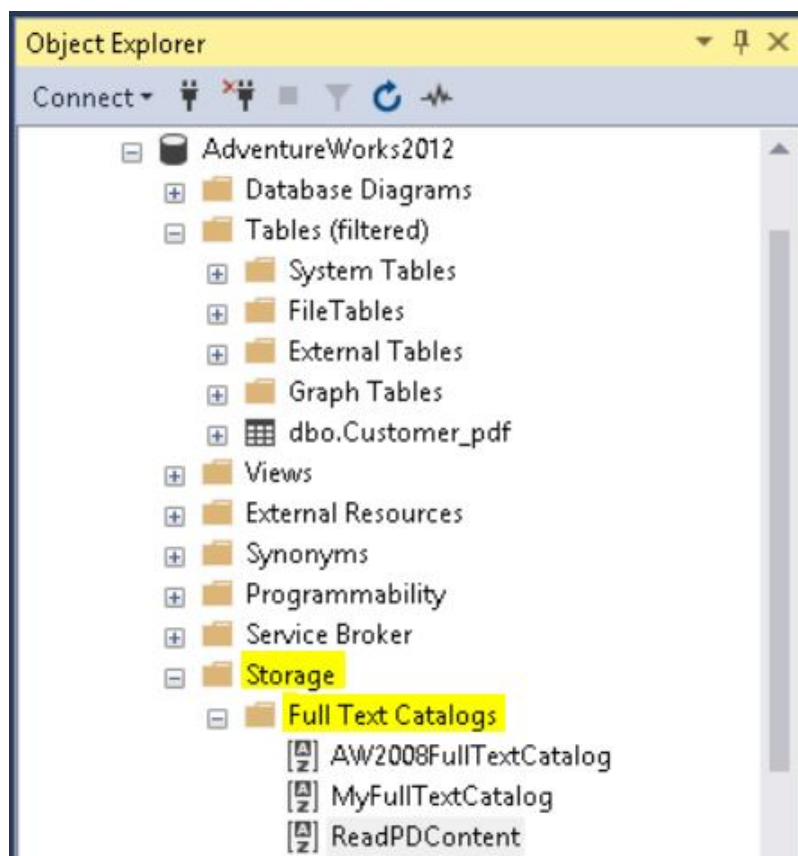 Object Explorer
Connect
AdventureWorks2012
Database Diagrams
Tables (filtered)
System Tables
FileTables
External Tables
Graph Tables
dbo.Customer_pdf
Views
External Resources
Synonyms
Programmability
Service Broker
Storage
Full Text Catalogs
AW2008FullTextCatalog
MyFullTextCatalog
ReadPDContent